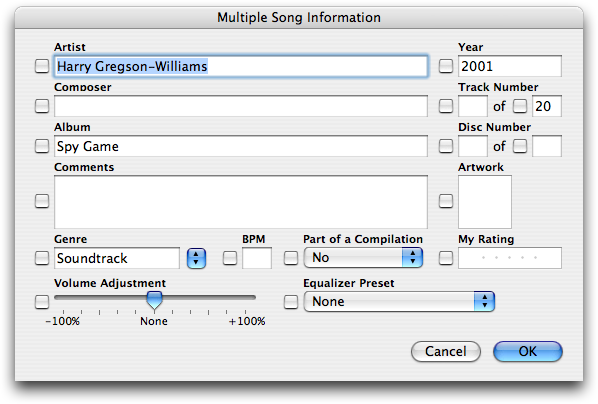 Multiple Song Information
Artist Year
Harry Gregson-Williams 2001
Composer Track Number
of 20
Album Disc Number
Spy Game of
Comments Artwork
Genre BPM Part of a Compilation My Rating
Soundtrack No
Volume Adjustment Equalizer Preset
None
-100% None +100%
Cancel OK